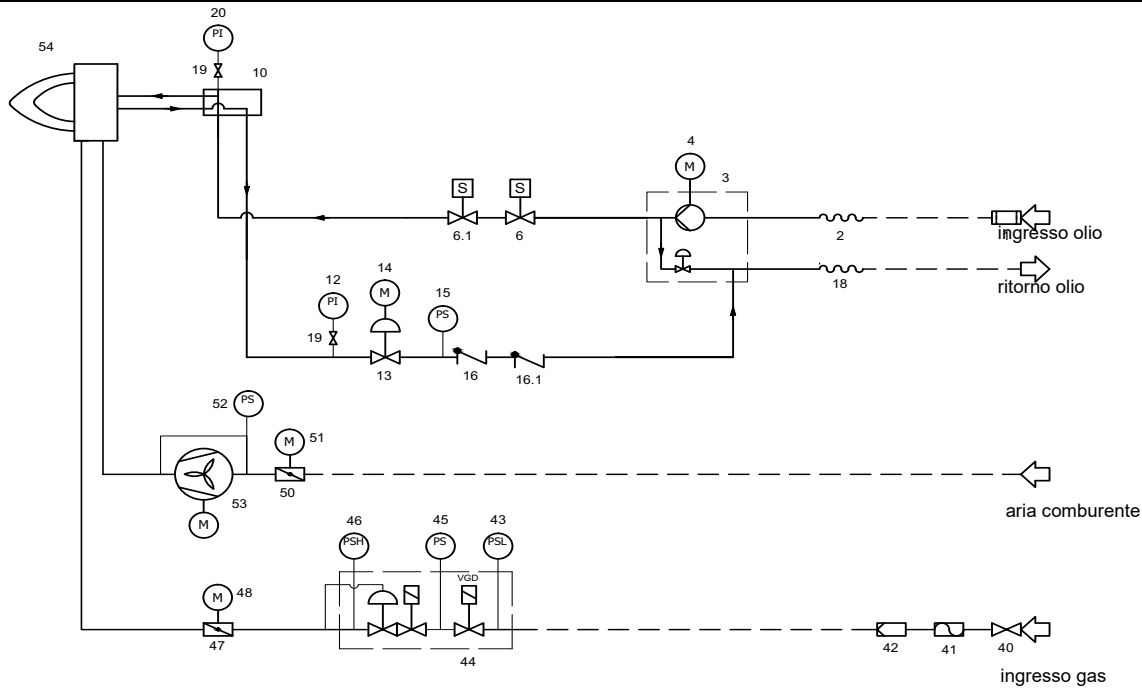 20
PI
54
19
10
4
M
3
S
S
6.1
6
2
1
ingresso olio
18
ritorno olio
12
PI
19
14
M
13
15
PS
16
16.1
52
PS
M
51
50
53
M
aria comburente
46
PSH
45
PS
43
PSL
VGD
M
48
47
44
42
41
40
ingresso gas